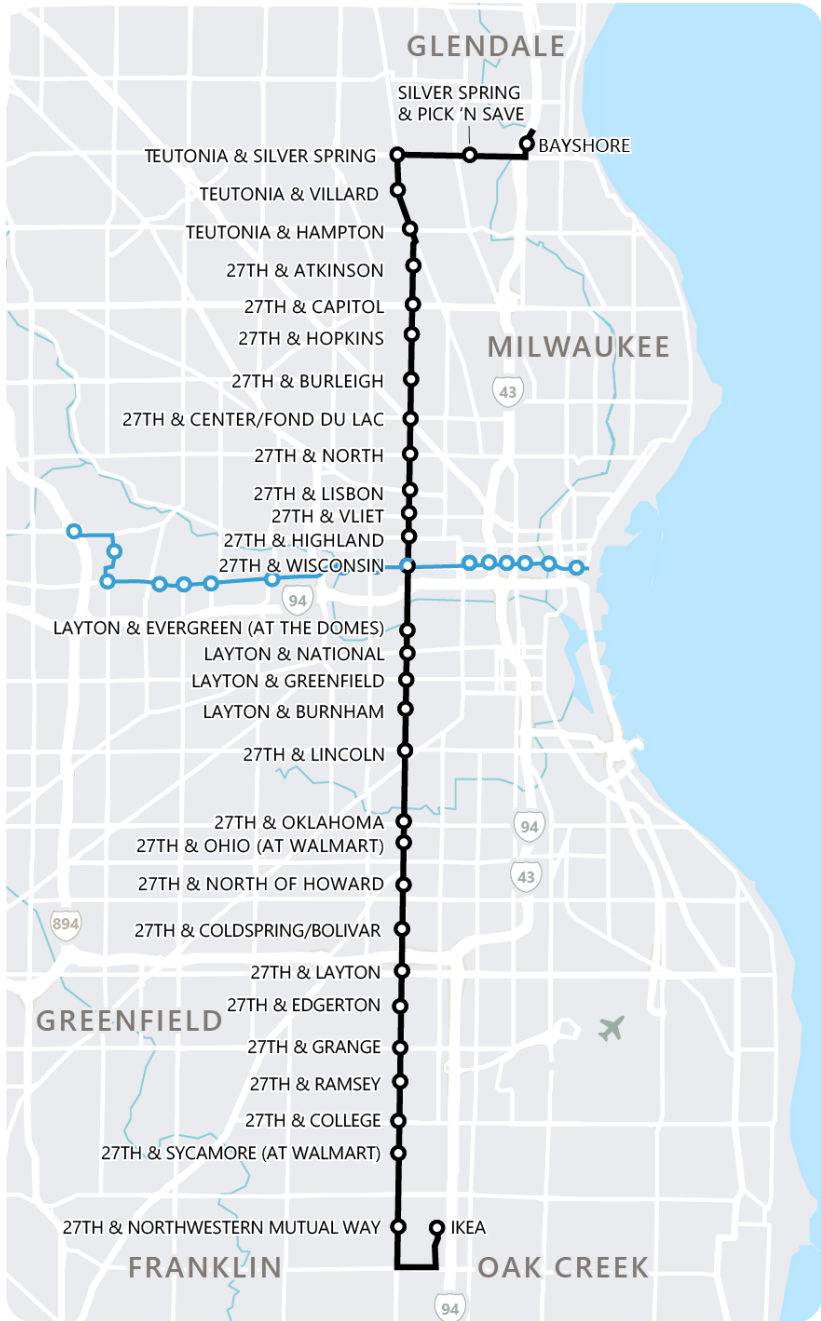 GLENDALE
SILVER SPRING
& PICK 'N SAVE
BAYSHORE
TEUTONIA & SILVER SPRING
TEUTONIA & VILLARD
TEUTONIA & HAMPTON
27TH & ATKINSON
27TH & CAPITOL
27TH & HOPKINS
MILWAUKEE
27TH & BURLEIGH
43
27TH & CENTER/FOND DU LAC
27TH & NORTH
27TH & LISBON
27TH & VLIET
27TH & HIGHLAND
27TH & WISCONSIN
94
LAYTON & EVERGREEN (AT THE DOMES)
LAYTON & NATIONAL
LAYTON & GREENFIELD
LAYTON & BURNHAM
27TH & LINCOLN
27TH & OKLAHOMA
94
27TH & OHIO (AT WALMART)
27TH & NORTH OF HOWARD
43
894
27TH & COLDSPRING/BOLIVAR
27TH & LAYTON
27TH & EDGERTON
GREENFIELD
27TH & GRANGE
27TH & RAMSEY
27TH & COLLEGE
27TH & SYCAMORE (AT WALMART)
27TH & NORTHWESTERN MUTUAL WAY
IKEA
FRANKLIN
OAK CREEK
94